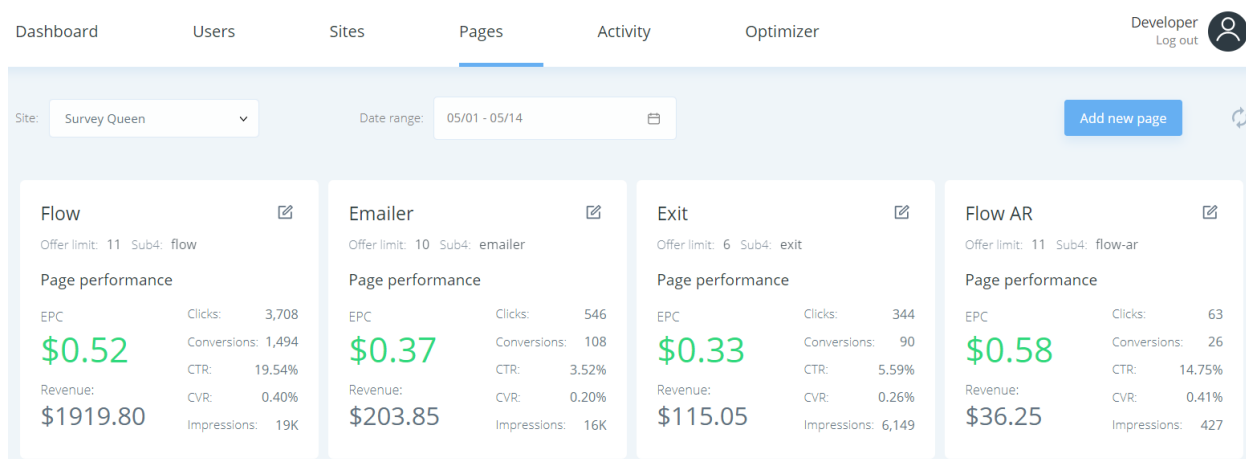 Dashboard Users Sites Pages Activity Optimizer Developer
Log out
Site: Survey Queen Date range: 05/01 - 05/14 Add new page
Flow
Offer limit: 11 Sub4: flow
Page performance
EPC
$0.52
Revenue:
$1919.80
Clicks: 3,708
Conversions: 1,494
CTR: 19.54%
CVR: 0.40%
Impressions: 19K
Emailer
Offer limit: 10 Sub4: emailer
Page performance
EPC
$0.37
Revenue:
$203.85
Clicks: 546
Conversions: 108
CTR: 3.52%
CVR: 0.20%
Impressions: 16K
Exit
Offer limit: 6 Sub4: exit
Page performance
EPC
$0.33
Revenue:
$115.05
Clicks: 344
Conversions: 90
CTR: 5.59%
CVR: 0.26%
Impressions: 6,149
Flow AR
Offer limit: 11 Sub4: flow-ar
Page performance
EPC
$0.58
Revenue:
$36.25
Clicks: 63
Conversions: 26
CTR: 14.75%
CVR: 0.41%
Impressions: 427